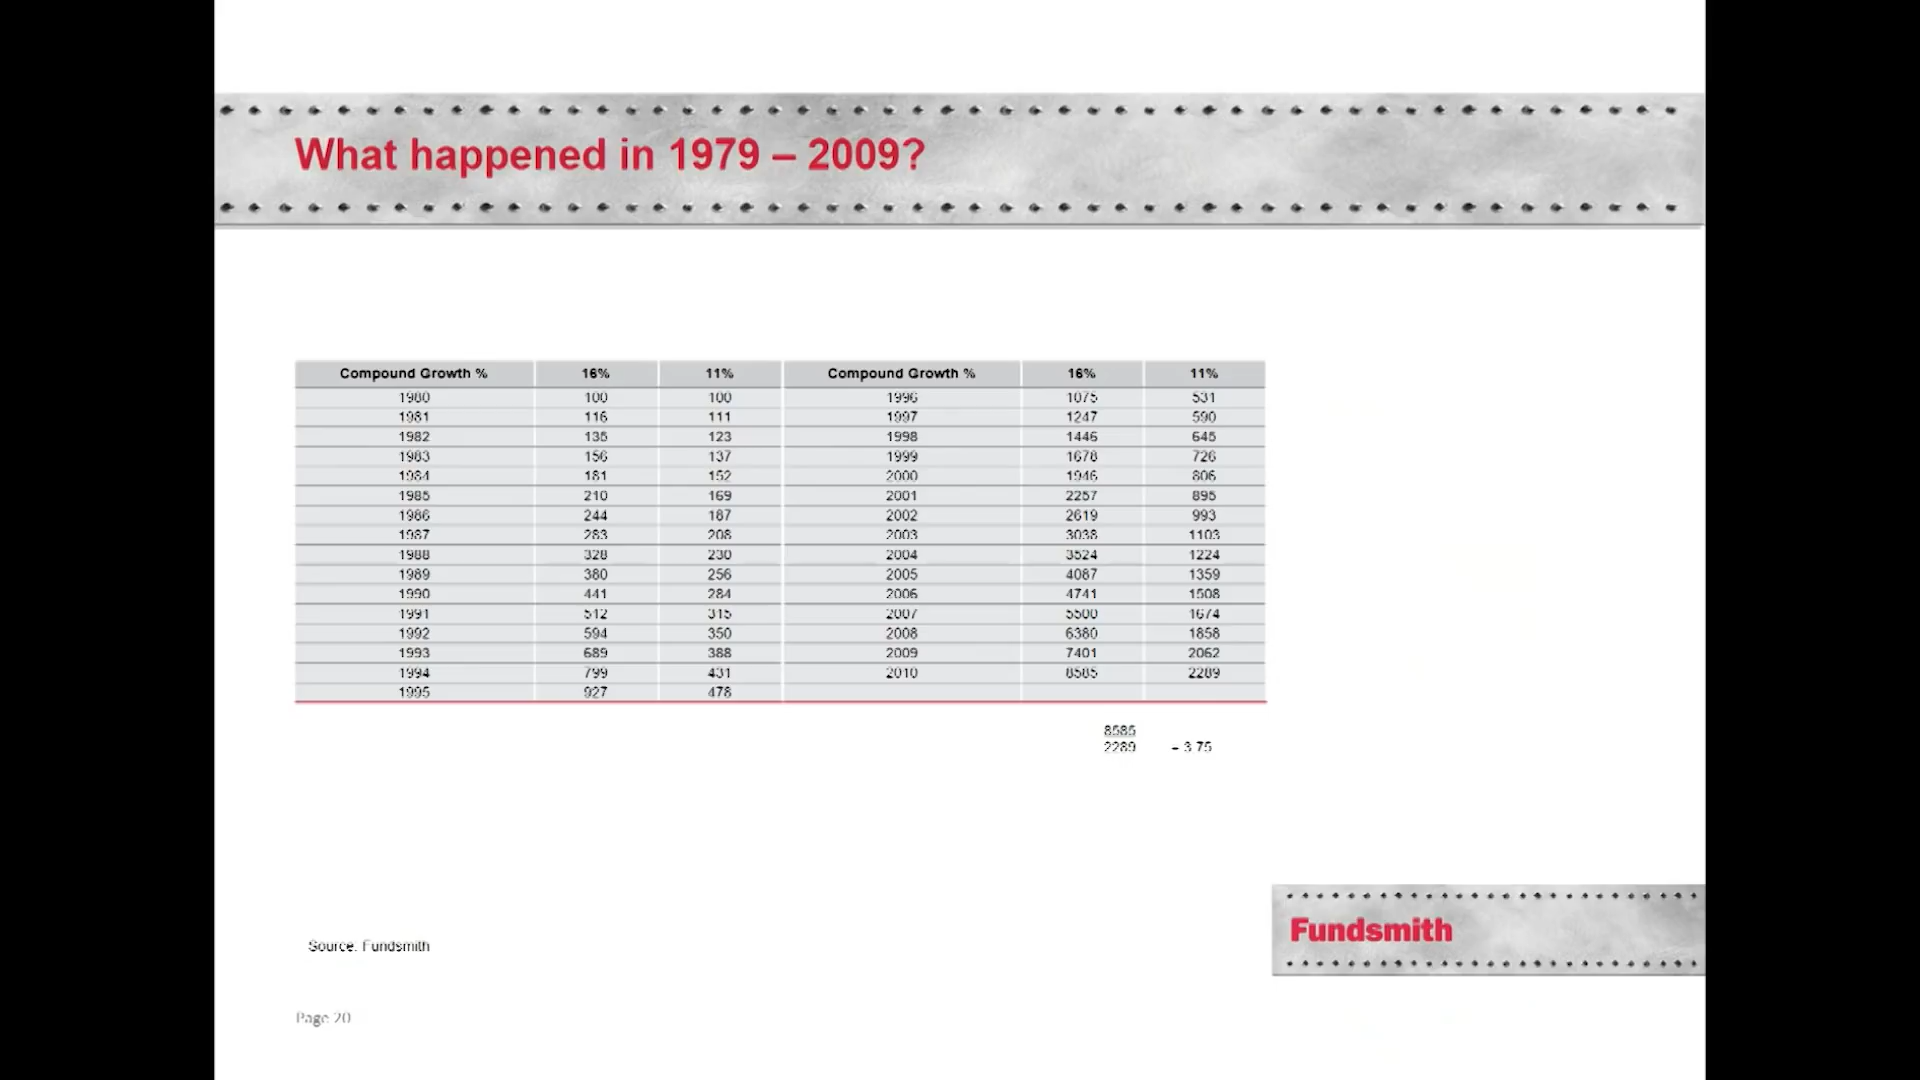 What happened in 1979 – 2009?
Compound Growth % 16% 11% Compound Growth % 16% 11%
1980 100 100 1996 1075 531
1981 116 111 1997 1247 590
1982 135 123 1998 1446 645
1983 156 137 1999 1678 726
1984 181 152 2000 1946 806
1985 210 169 2001 2257 895
1986 244 187 2002 2619 993
1987 283 208 2003 3038 1103
1988 328 230 2004 3524 1224
1989 380 256 2005 4087 1359
1990 441 284 2006 4741 1508
1991 512 315 2007 5500 1674
1992 594 350 2008 6380 1858
1993 689 388 2009 7401 2062
1994 799 431 2010 8585 2289
1995 927 478
8585
2289 = 3.75
Fundsmith
Source: Fundsmith
Page 20